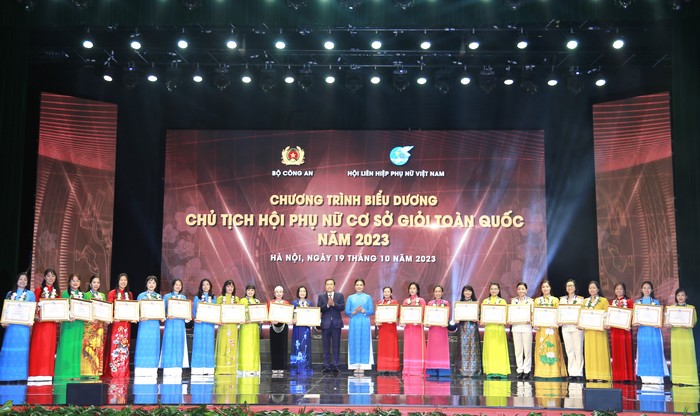 BỘ CÔNG AN
HỘI LIÊN HIỆP PHỤ NỮ VIỆT NAM
CHƯƠNG TRÌNH BIỂU DƯƠNG
CHỦ TỊCH HỘI PHỤ NỮ CƠ SỞ GIỎI TOÀN QUỐC
NĂM 2023
HÀ NỘI, NGÀY 19 THÁNG 10 NĂM 2023